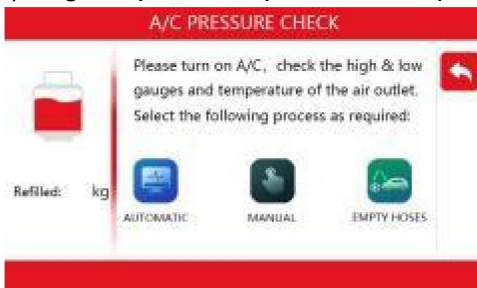 A/C PRESSURE CHECK
Please turn on A/C, check the high & low
gauges and temperature of the air outlet.
Select the following process as required:
Refilled: kg
AUTOMATIC MANUAL EMPTY HOSES